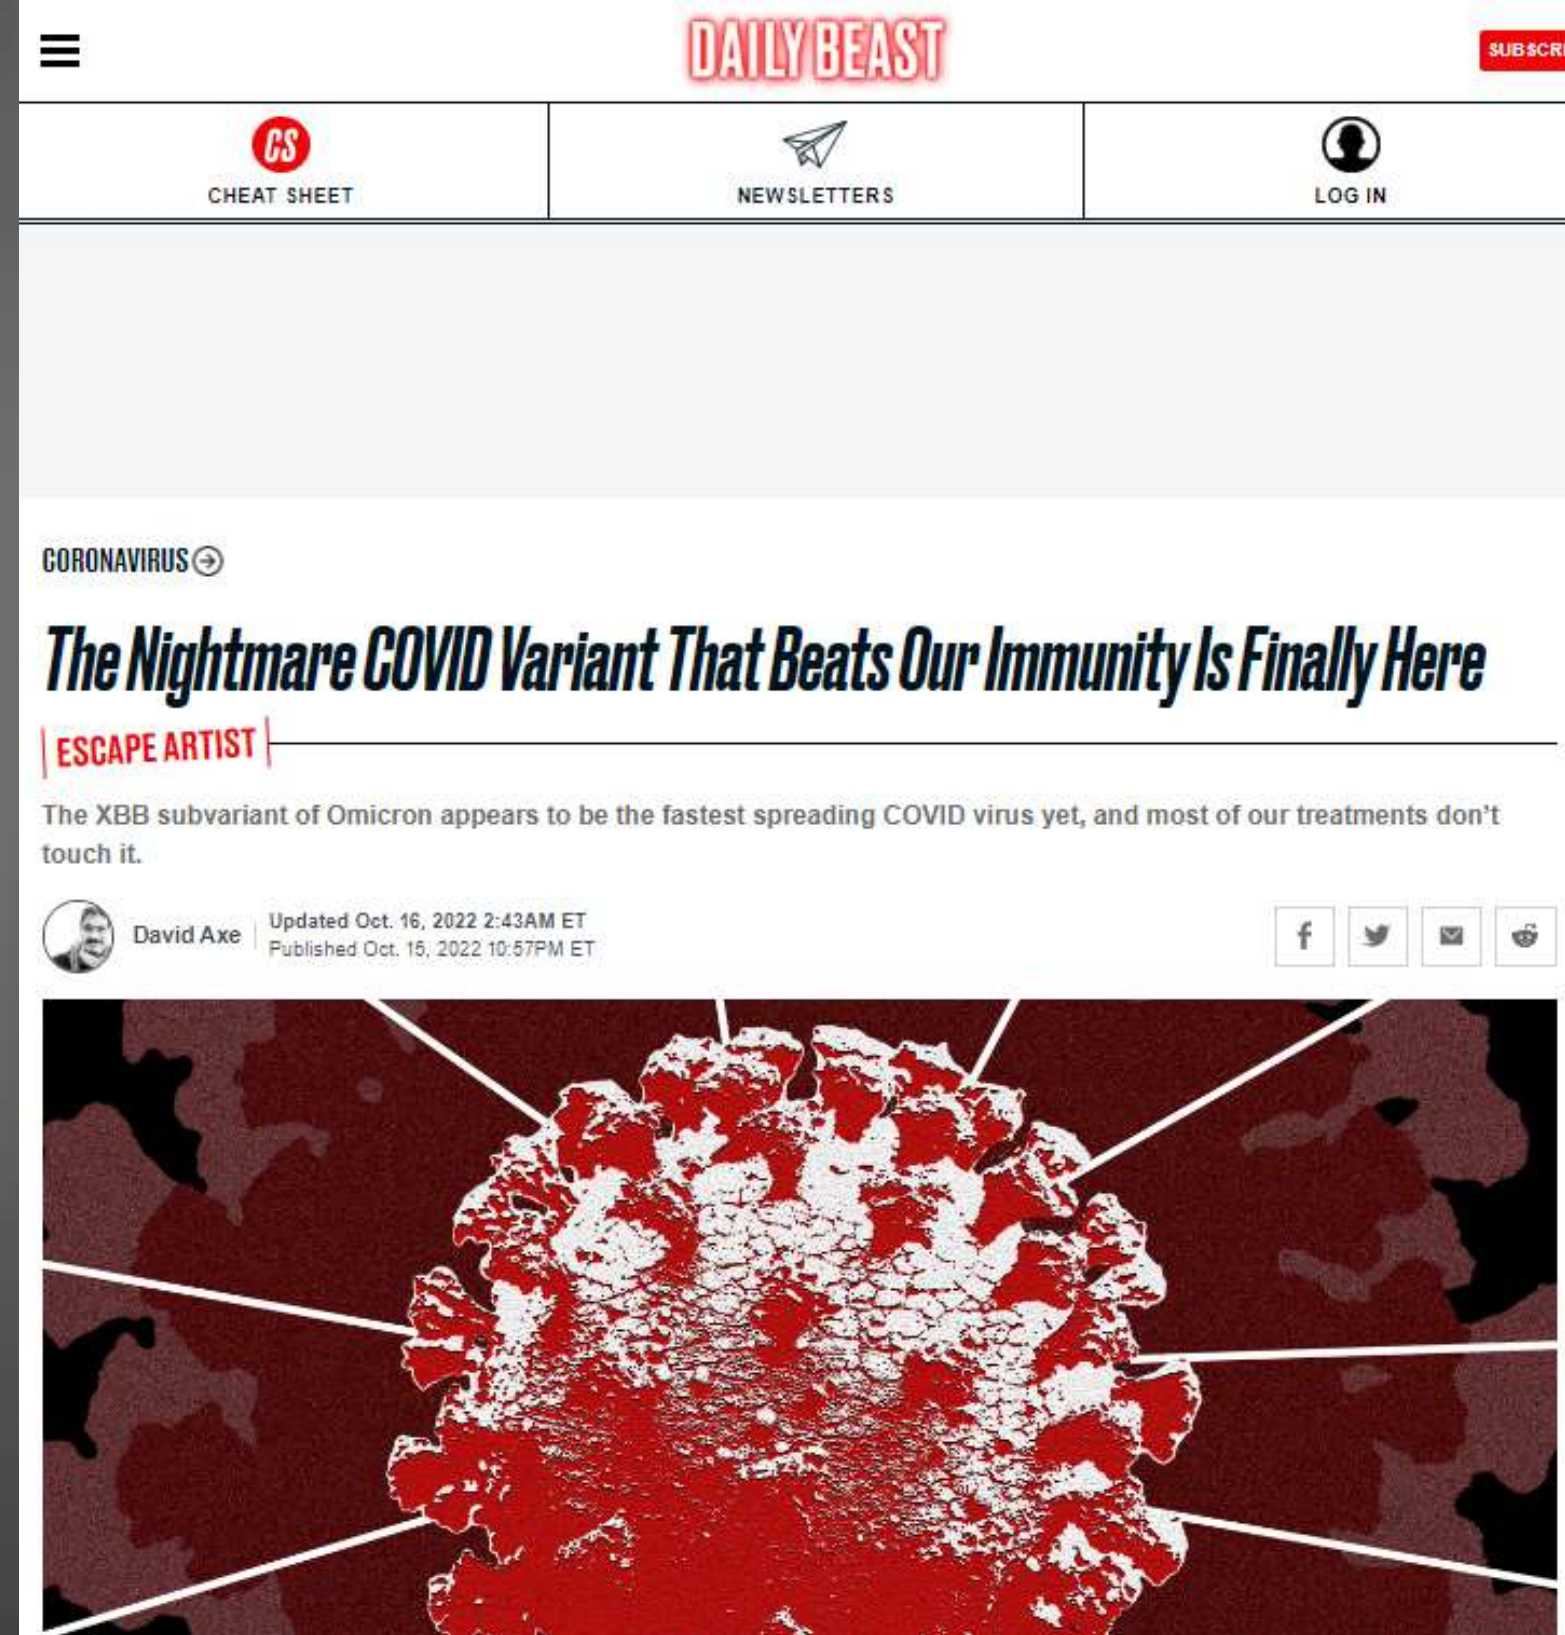 DAILY BEAST
CS
CHEAT SHEET
NEWSLETTERS
LOG IN
CORONAVIRUS
The Nightmare COVID Variant That Beats Our Immunity Is Finally Here
ESCAPE ARTIST
The XBB subvariant of Omicron appears to be the fastest spreading COVID virus yet, and most of our treatments don’t
touch it.
David Axe
Updated Oct. 16, 2022 2:43AM ET
Published Oct. 15, 2022 10:57PM ET